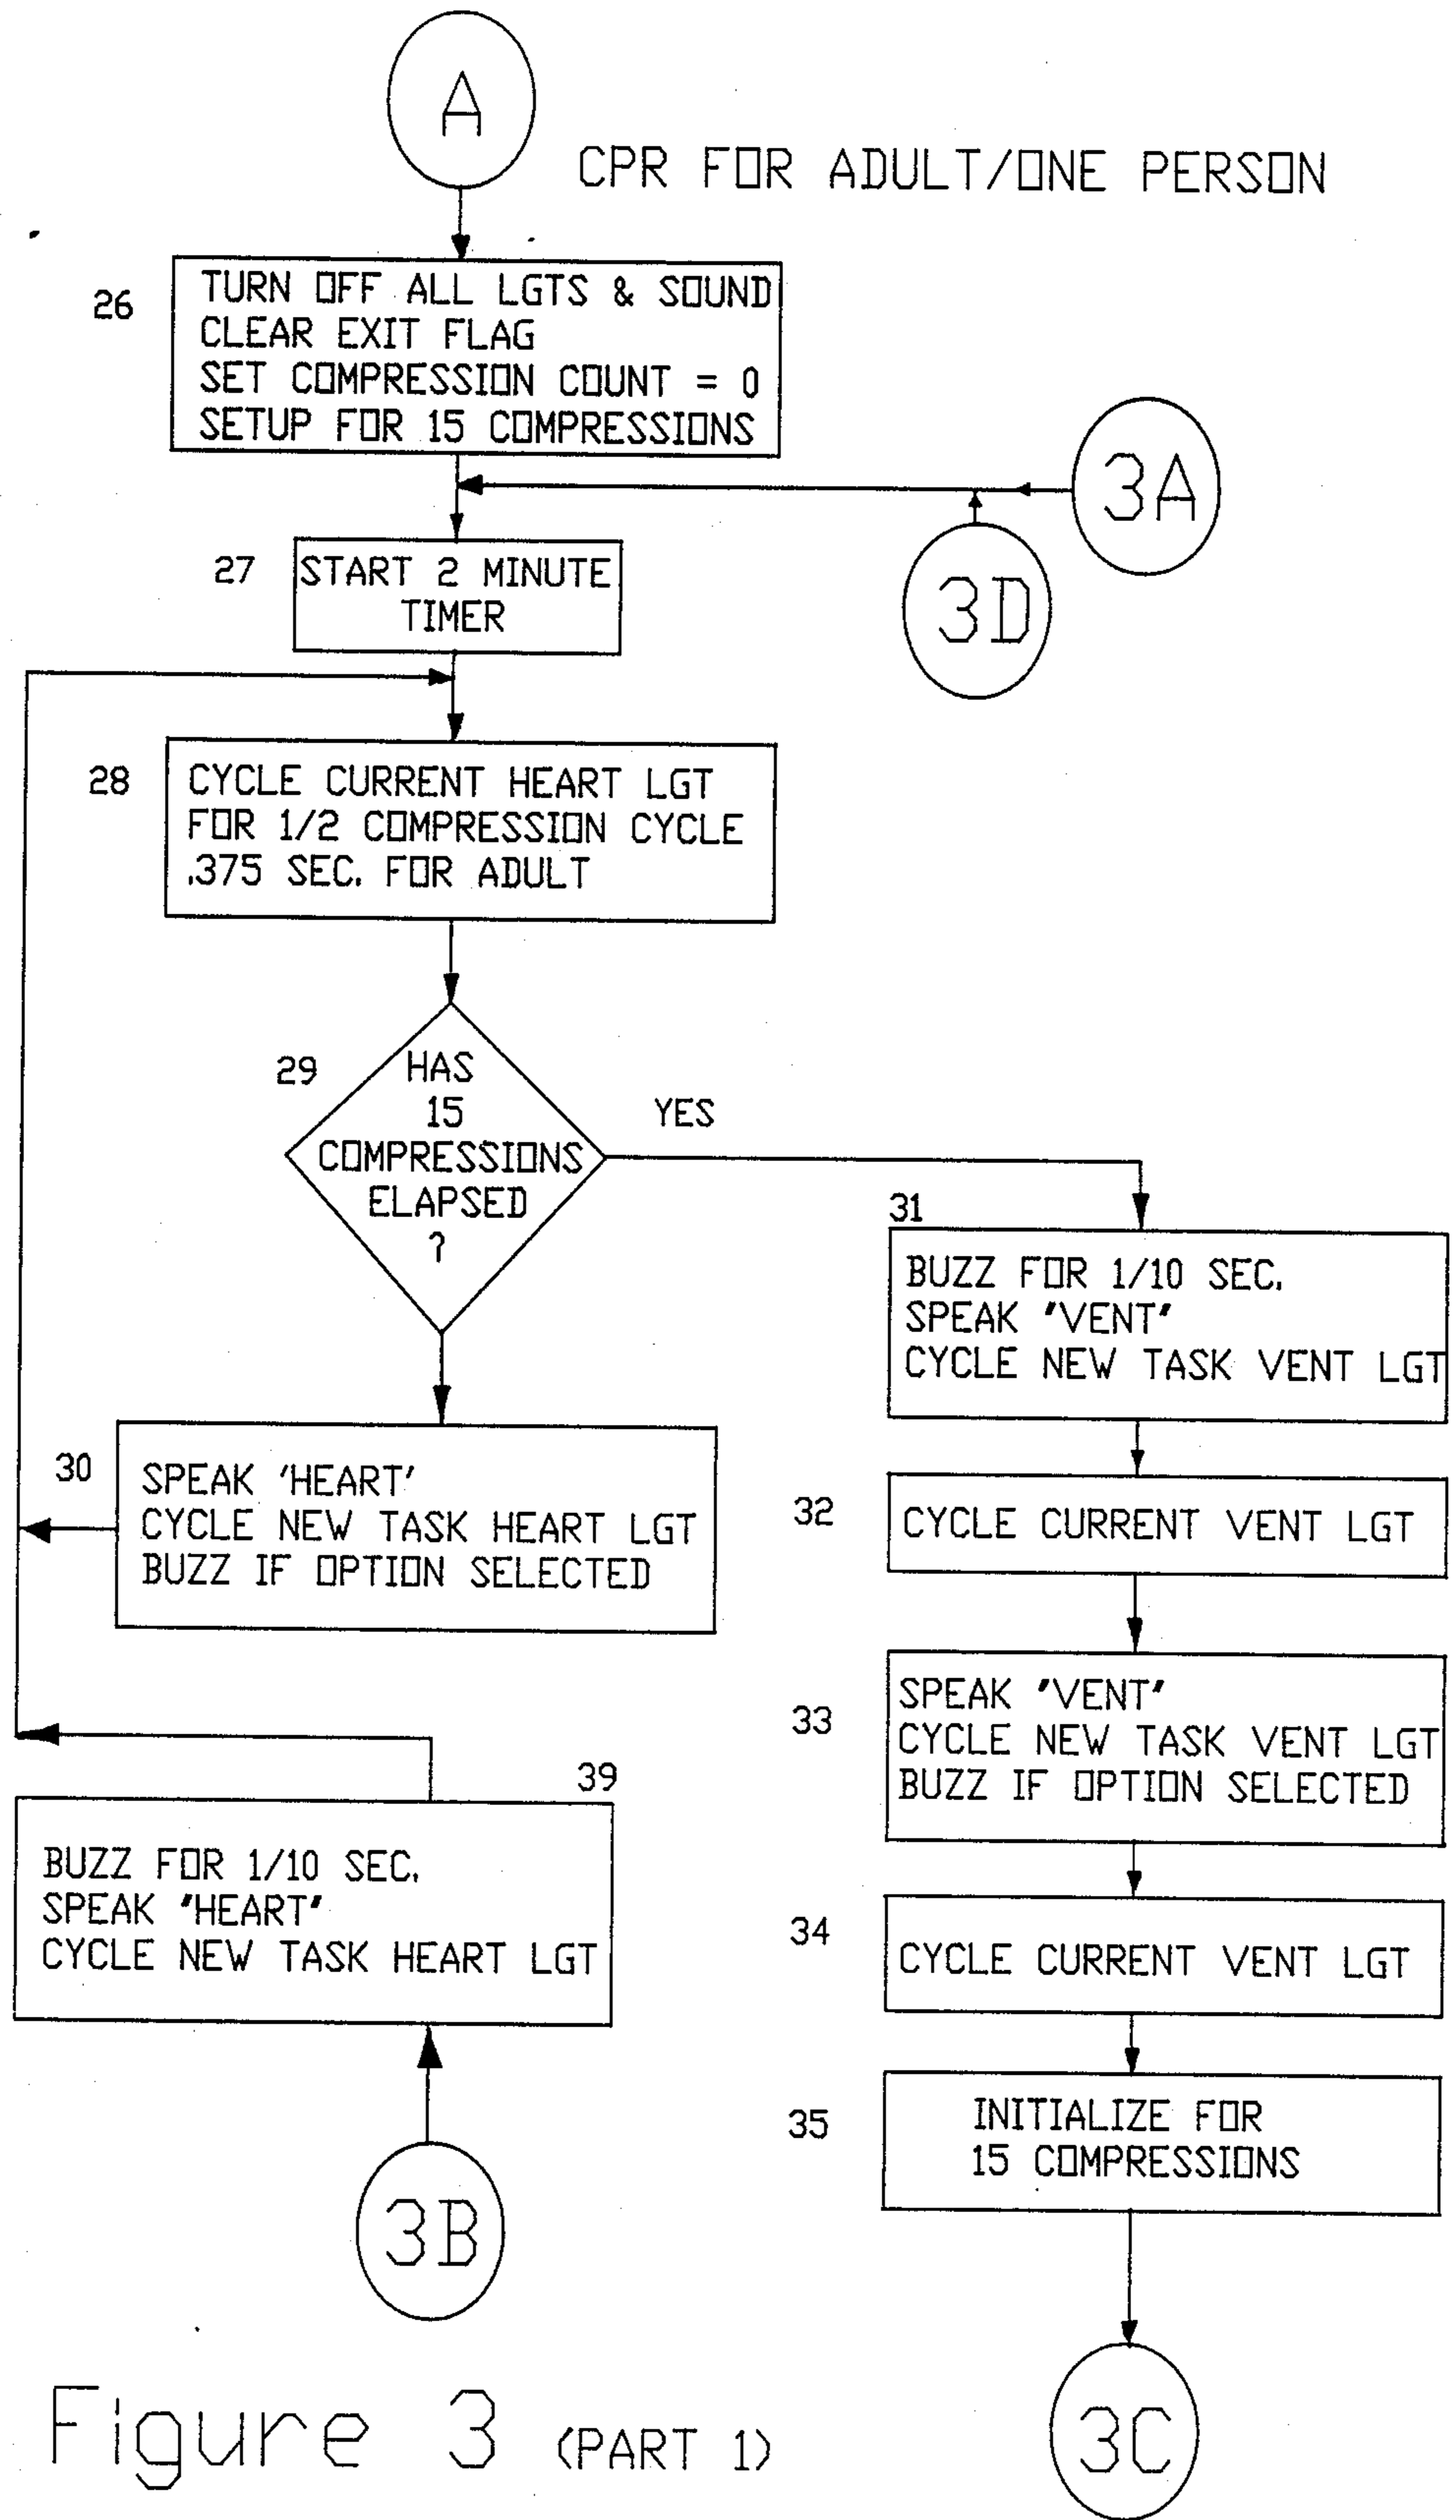 A
CPR FOR ADULT/ONE PERSON
26
TURN OFF ALL LGTS & SOUND
CLEAR EXIT FLAG
SET COMPRESSION COUNT = 0
SETUP FOR 15 COMPRESSIONS
3A
3D
27
START 2 MINUTE
TIMER
28
CYCLE CURRENT HEART LGT
FOR 1/2 COMPRESSION CYCLE
.375 SEC. FOR ADULT
29
HAS
15
COMPRESSIONS
ELAPSED
?
YES
30
SPEAK 'HEART'
CYCLE NEW TASK HEART LGT
BUZZ IF OPTION SELECTED
39
BUZZ FOR 1/10 SEC.
SPEAK "HEART"
CYCLE NEW TASK HEART LGT
3B
31
BUZZ FOR 1/10 SEC.
SPEAK "VENT"
CYCLE NEW TASK VENT LGT
32
CYCLE CURRENT VENT LGT
33
SPEAK "VENT"
CYCLE NEW TASK VENT LGT
BUZZ IF OPTION SELECTED
34
CYCLE CURRENT VENT LGT
35
INITIALIZE FOR
15 COMPRESSIONS
3C
Figure 3 (PART 1)